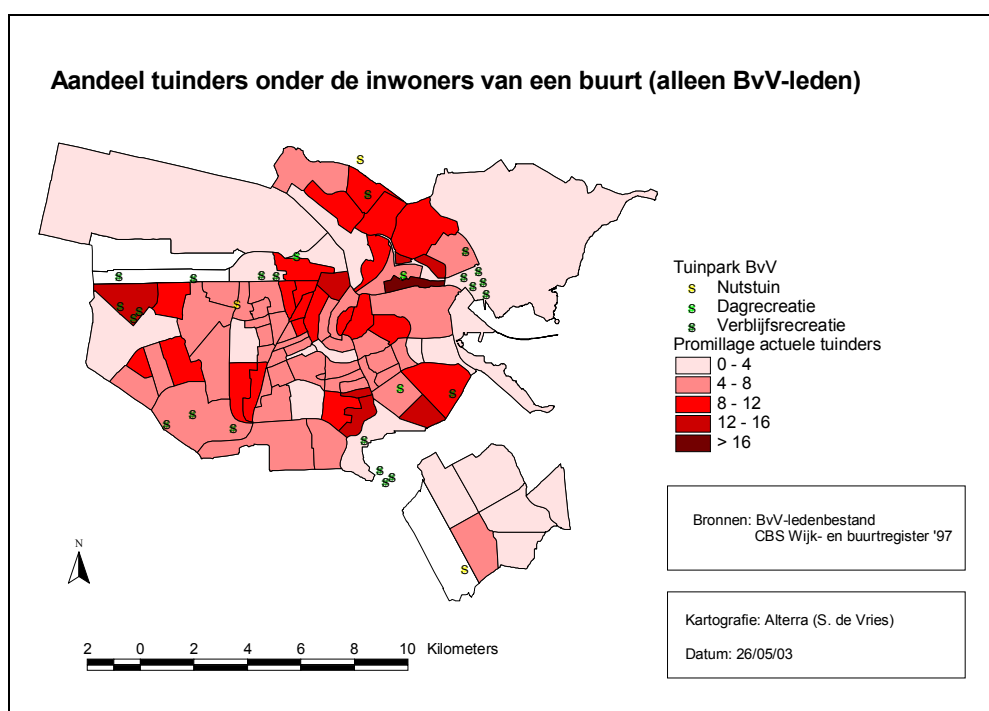 Aandeel tuinders onder de inwoners van een buurt (alleen BvV-leden)
Tuinpark BvV
S Nutstuin
S Dagrecreatie
S Verblijfsrecreatie
Promillage actuele tuinders
0 - 4
4 - 8
8 - 12
12 - 16
> 16
Bronnen: BvV-ledenbestand
CBS Wijk- en buurtregister '97
N
Kartografie: Alterra (S. de Vries)
Datum: 26/05/03
2 0 2 4 6 8 10 Kilometers